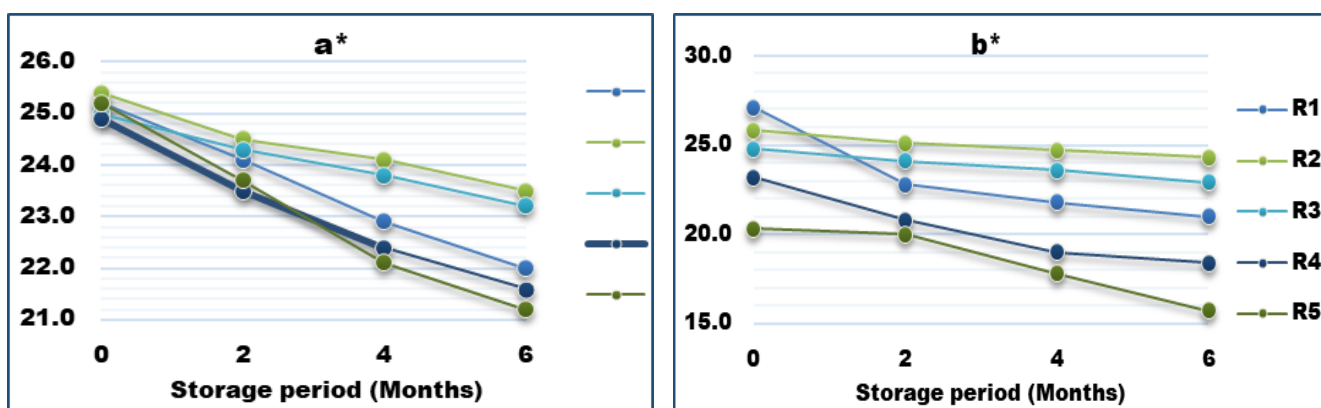 a*
26.0
25.0
24.0
23.0
22.0
21.0
0 2 4 6
Storage period (Months)
b*
30.0
25.0
20.0
15.0
0 2 4 6
Storage period (Months)
R1
R2
R3
R4
R5